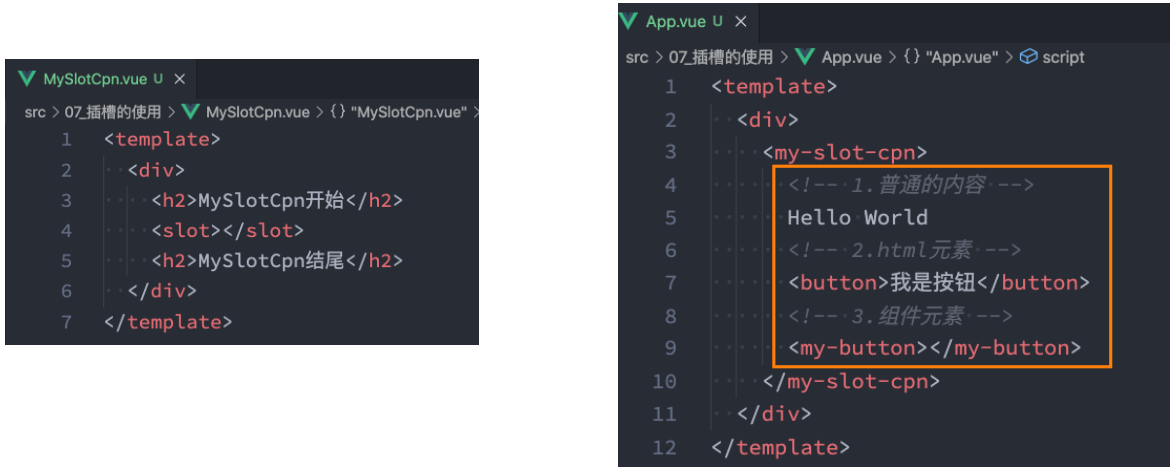 MySlotCpn.vue U ×
src > 07_插槽的使用 > MySlotCpn.vue > {} "MySlotCpn.vue" >
1 <template>
2 <div>
3 <h2>MySlotCpn开始</h2>
4 <slot></slot>
5 <h2>MySlotCpn结尾</h2>
6 </div>
7 </template>
App.vue U ×
src > 07_插槽的使用 > App.vue > {} "App.vue" > script
1 <template>
2 <div>
3 <my-slot-cpn>
4 <!-- 1.普通的内容 -->
5 Hello World
6 <!-- 2.html元素 -->
7 <button>我是按钮</button>
8 <!-- 3.组件元素 -->
9 <my-button></my-button>
10 </my-slot-cpn>
11 </div>
12 </template>